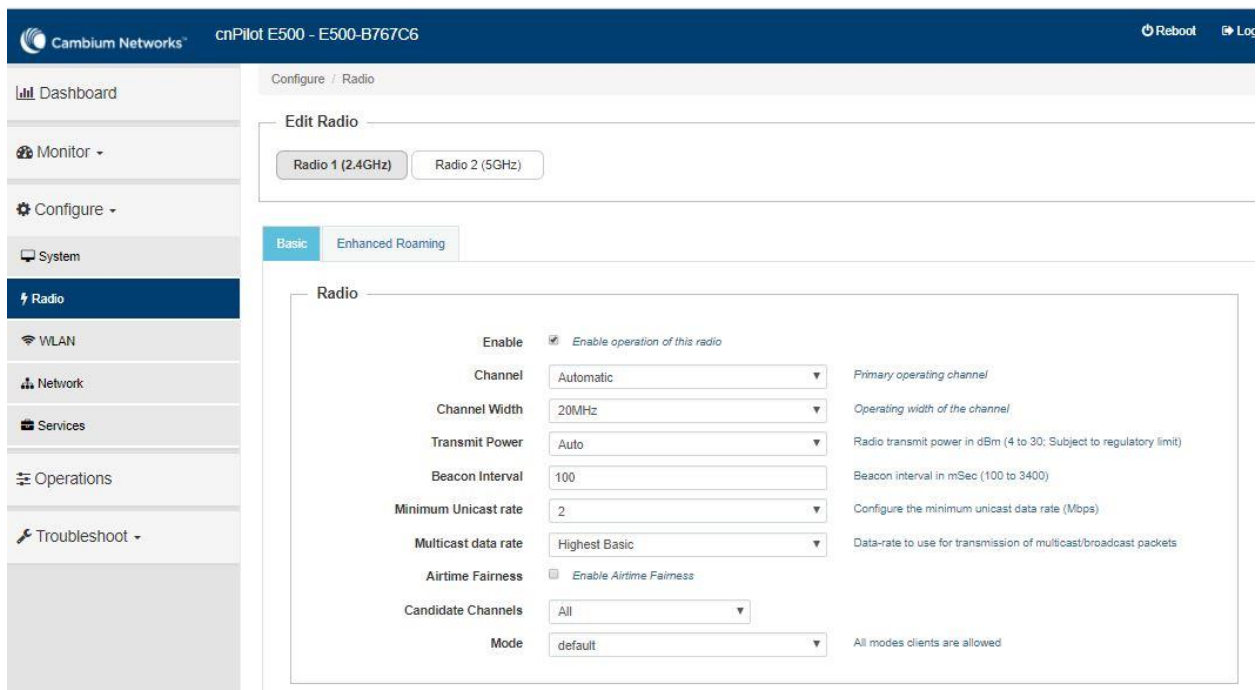 Cambium Networks™
cnPilot E500 - E500-B767C6
Reboot
Log
Dashboard
Monitor
Configure
System
Radio
WLAN
Network
Services
Operations
Troubleshoot
Configure / Radio
Edit Radio
Radio 1 (2.4GHz)
Radio 2 (5GHz)
Basic
Enhanced Roaming
Radio
Enable Enable operation of this radio
Channel Automatic Primary operating channel
Channel Width 20MHz Operating width of the channel
Transmit Power Auto Radio transmit power in dBm (4 to 30; Subject to regulatory limit)
Beacon Interval 100 Beacon interval in mSec (100 to 3400)
Minimum Unicast rate 2 Configure the minimum unicast data rate (Mbps)
Multicast data rate Highest Basic Data-rate to use for transmission of multicast/broadcast packets
Airtime Fairness Enable Airtime Fairness
Candidate Channels All
Mode default All modes clients are allowed